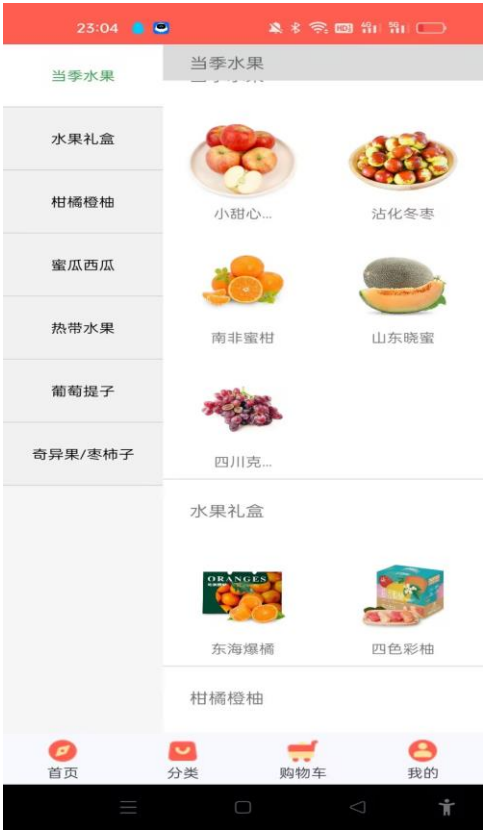 23:04
当季水果
水果礼盒
柑橘橙柚
蜜瓜西瓜
热带水果
葡萄提子
奇异果/枣柿子
当季水果
小甜心...
沾化冬枣
南非蜜柑
山东晓蜜
四川克...
水果礼盒
ORANGES
东海爆橘
四色彩柚
柑橘橙柚
首页
分类
购物车
我的